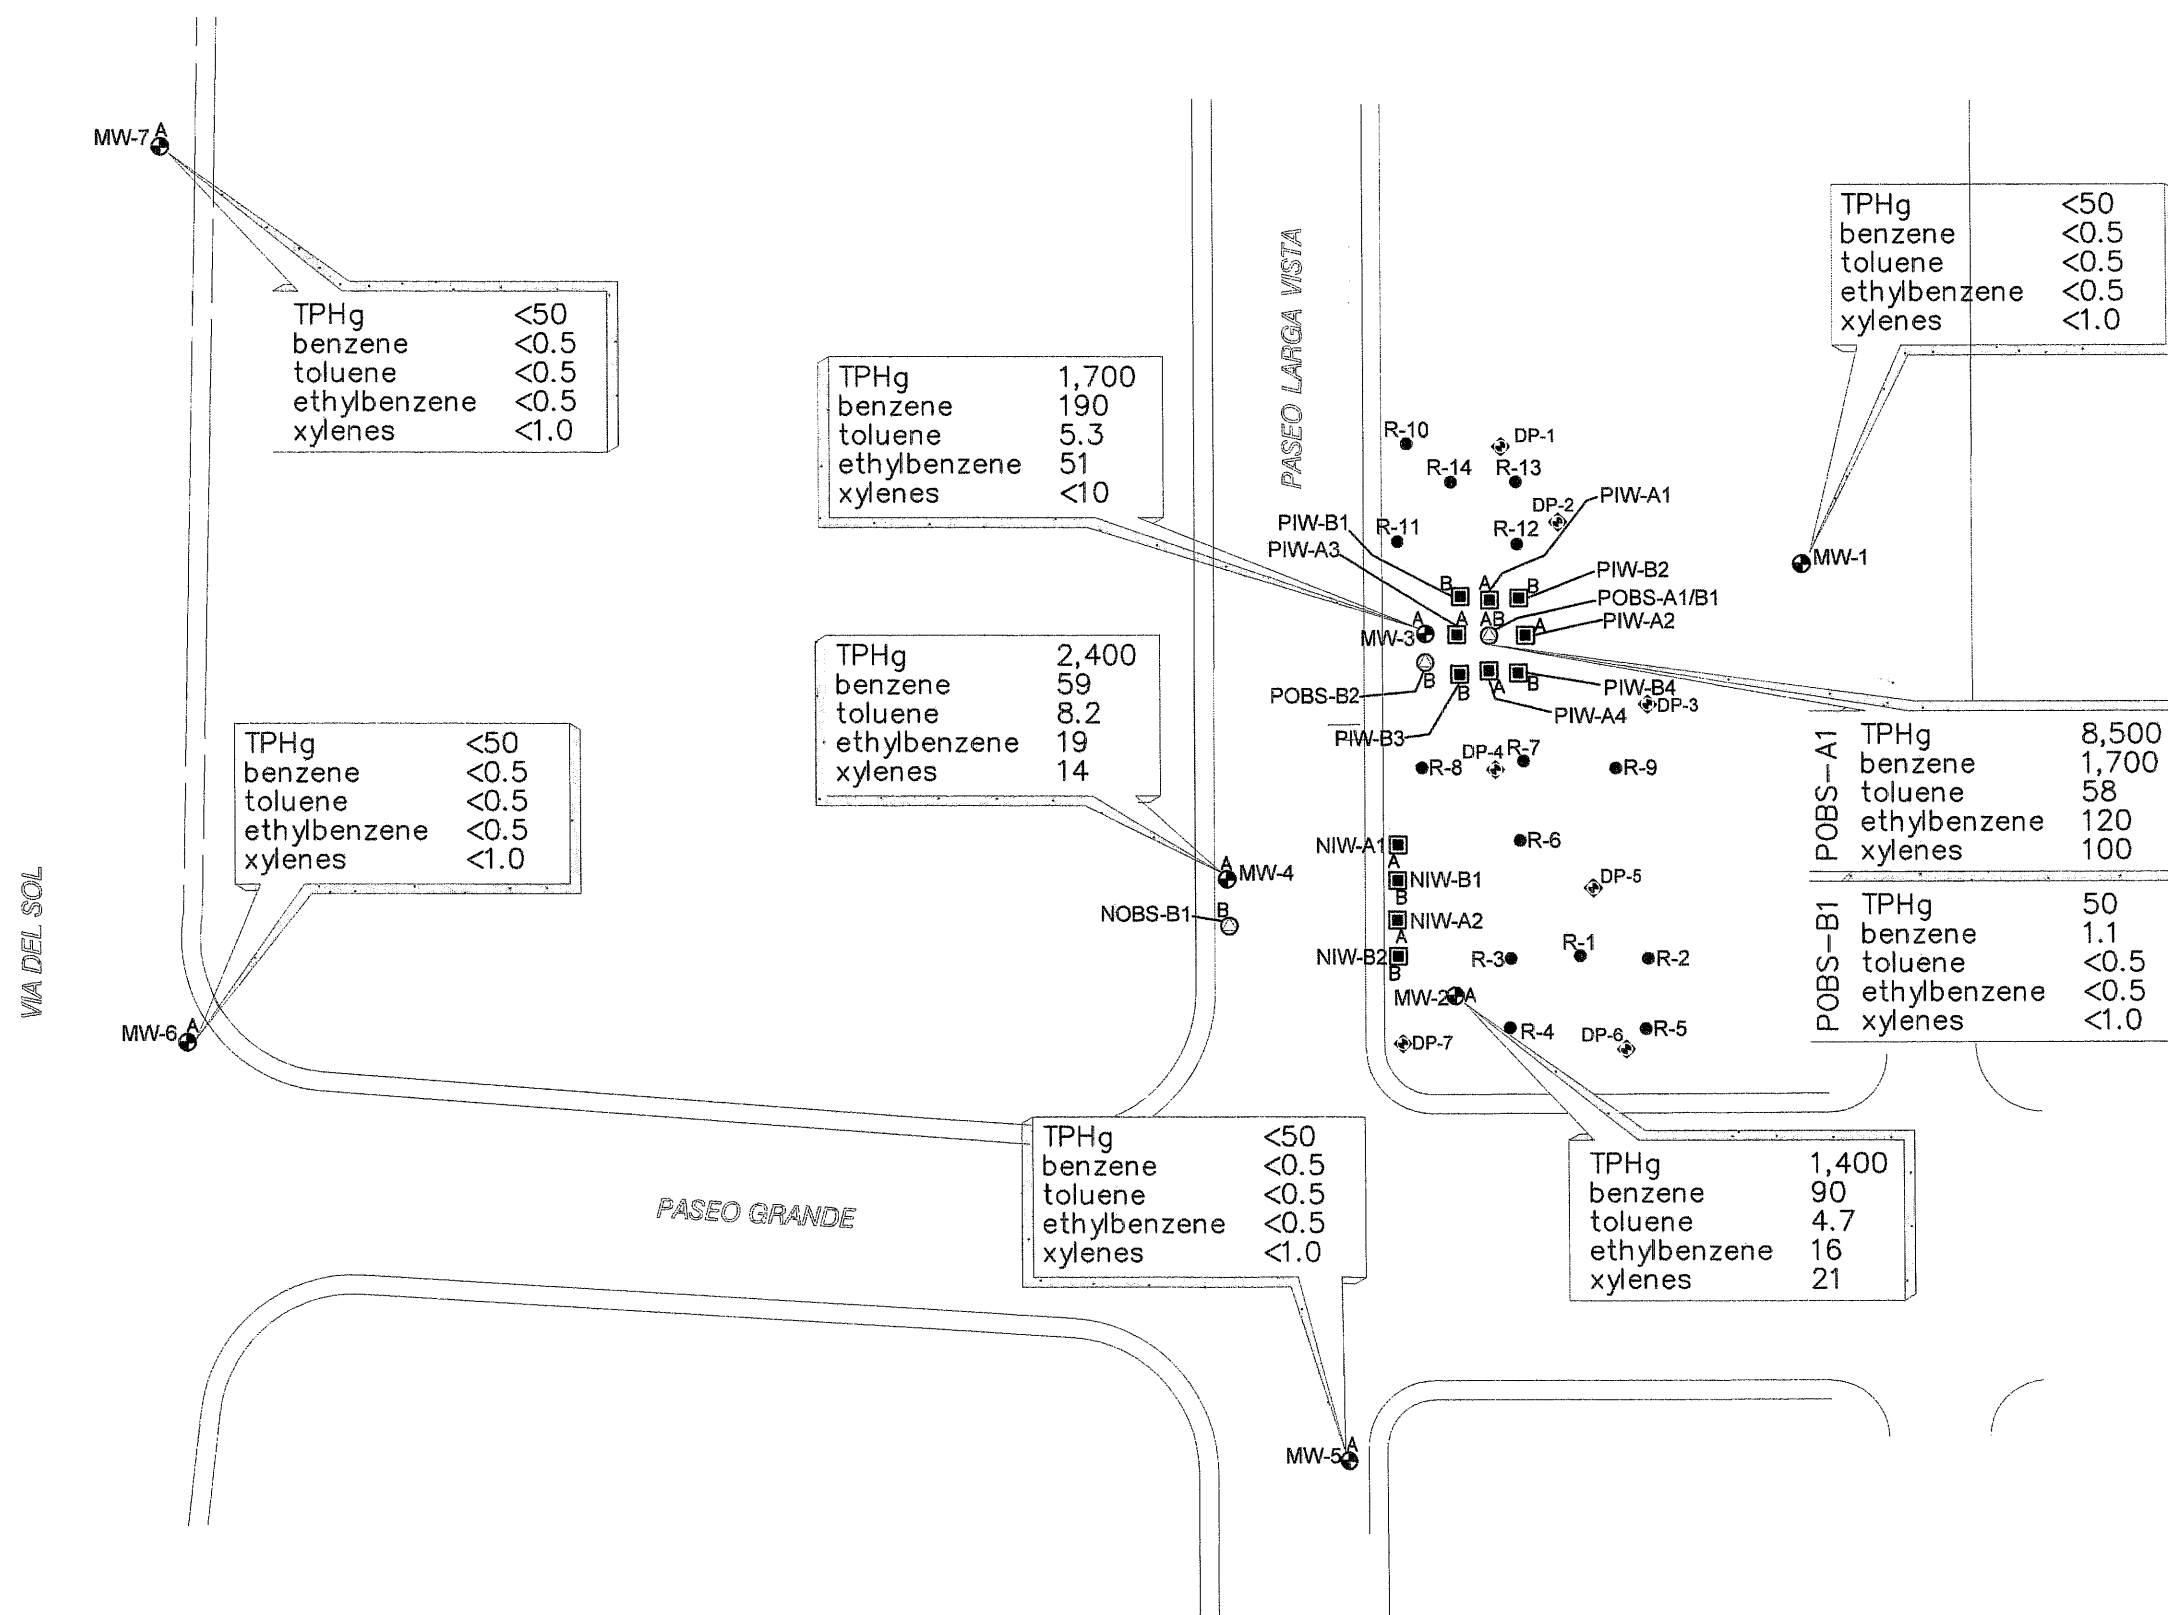 MW-7 A
TPHg <50
benzene <0.5
toluene <0.5
ethylbenzene <0.5
xylenes <1.0
TPHg <50
benzene <0.5
toluene <0.5
ethylbenzene <0.5
xylenes <1.0
PASEO LARGA VISTA
TPHg 1,700
benzene 190
toluene 5.3
ethylbenzene 51
xylenes <10
R-10
DP-1
R-14
R-13
PIW-A1
DP-2
PIW-B1
R-11
R-12
PIW-A3
MW-1
PIW-B2
B
A
B
POBS-A1/B1
A
A
AB
PIW-A2
A
MW-3
POBS-B2
B
B
A
B
PIW-B4
DP-3
PIW-A4
PIW-B3
TPHg 2,400
benzene 59
toluene 8.2
ethylbenzene 19
xylenes 14
DP-4
R-7
R-8
R-9
POBS-A1
TPHg 8,500
benzene 1,700
toluene 58
ethylbenzene 120
xylenes 100
TPHg <50
benzene <0.5
toluene <0.5
ethylbenzene <0.5
xylenes <1.0
NIW-A1
A
R-6
A
MW-4
NIW-B1
B
DP-5
NOBS-B1
B
NIW-A2
A
POBS-B1
TPHg 50
benzene 1.1
toluene <0.5
ethylbenzene <0.5
xylenes <1.0
VIA DEL SOL
NIW-B2
B
R-3
R-1
R-2
MW-2 A
MW-6 A
R-4
DP-6
R-5
DP-7
TPHg <50
benzene <0.5
toluene <0.5
ethylbenzene <0.5
xylenes <1.0
PASEO GRANDE
TPHg 1,400
benzene 90
toluene 4.7
ethylbenzene 16
xylenes 21
MW-5 A